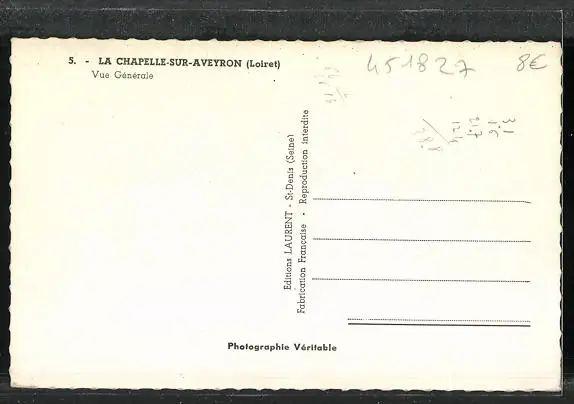 5. - LA CHAPELLE-SUR-AVEYRON (Loiret)
Vue Générale
451827
8€
Editions LAURENT - St-Denis (Seine)
Fabrication Française - Reproduction interdite
Photographie Véritable